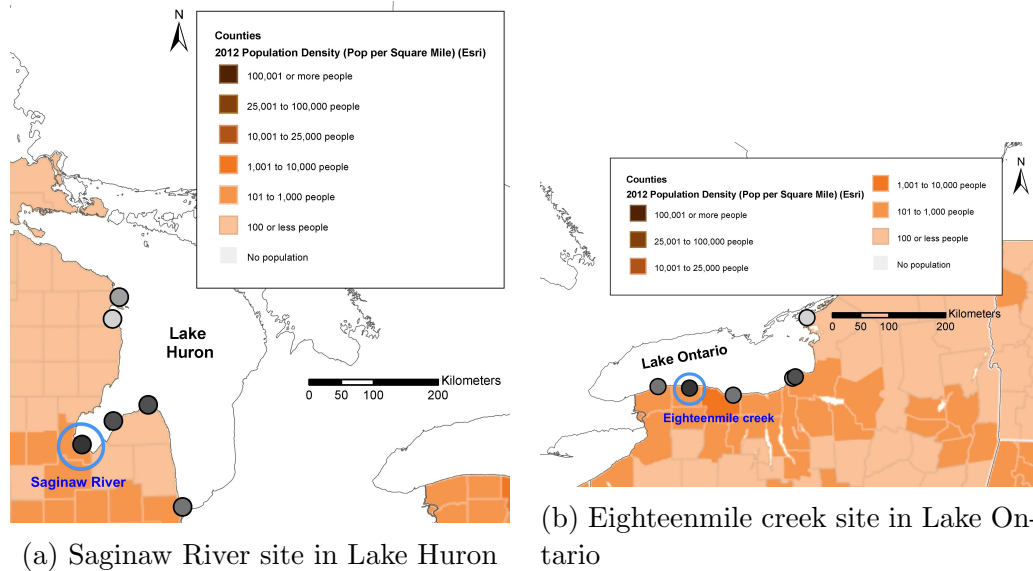 N
Counties
2012 Population Density (Pop per Square Mile) (Esri)
100,001 or more people
25,001 to 100,000 people
10,001 to 25,000 people
1,001 to 10,000 people
101 to 1,000 people
100 or less people
No population
Lake
Huron
Kilometers
0 50 100 200
Saginaw River
(a) Saginaw River site in Lake Huron
N
Counties
2012 Population Density (Pop per Square Mile) (Esri)
100,001 or more people
25,001 to 100,000 people
10,001 to 25,000 people
1,001 to 10,000 people
101 to 1,000 people
100 or less people
No population
Kilometers
0 50 100 200
Lake Ontario
Eighteenmile creek
(b) Eighteenmile creek site in Lake On-
tario